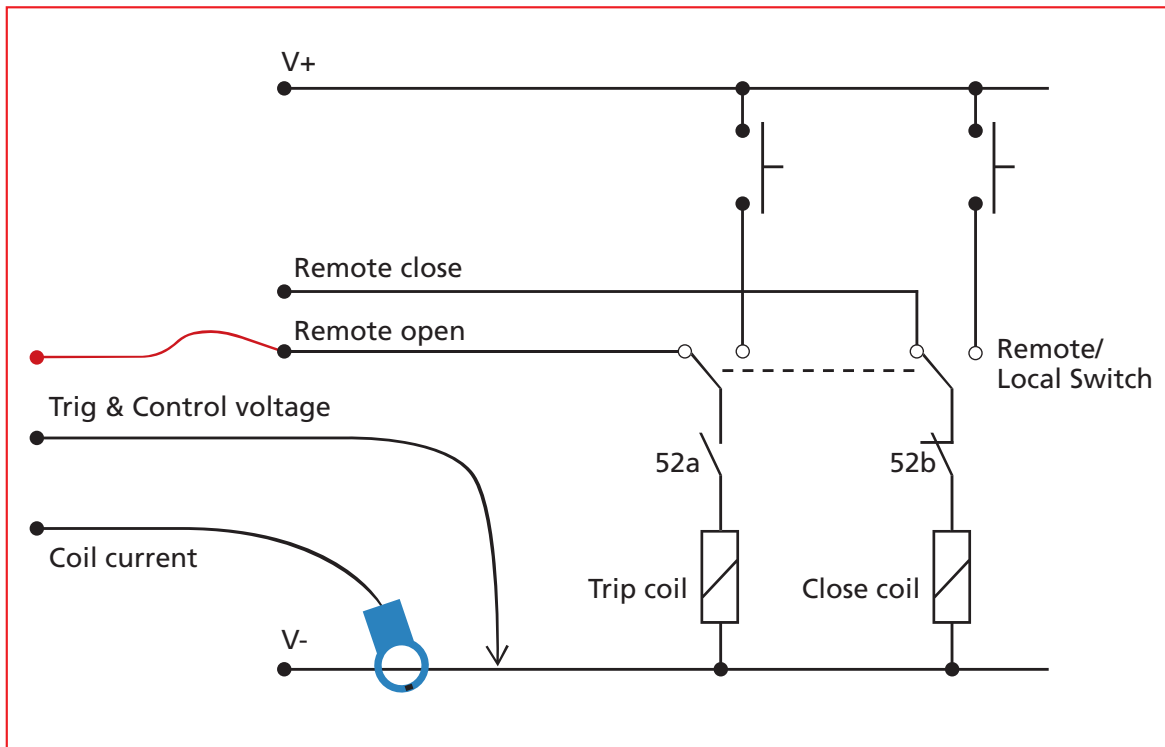 V+
Remote close
Remote open
Remote/
Local Switch
Trig & Control voltage
52a
52b
Coil current
Trip coil
Close coil
V-